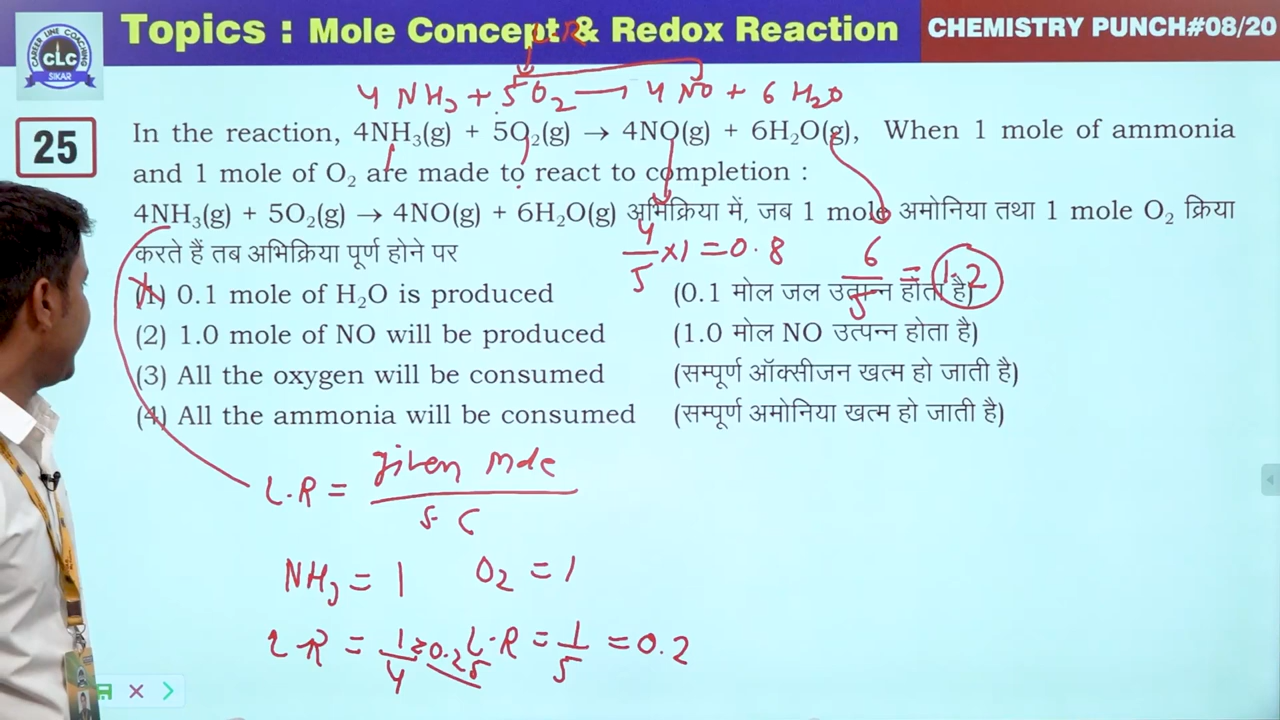 Topics : Mole Concept & Redox Reaction
CHEMISTRY PUNCH#08/20
CAREER LINE COACHING
CLC
SIKAR
L.R
4 NH₃ + 5O₂ → 4 NO + 6 H₂O
25
In the reaction, 4NH₃(g) + 5O₂(g) → 4NO(g) + 6H₂O(g), When 1 mole of ammonia
and 1 mole of O₂ are made to react to completion :
4NH₃(g) + 5O₂(g) → 4NO(g) + 6H₂O(g) अभिक्रिया में, जब 1 mole अमोनिया तथा 1 mole O₂ क्रिया
करते हैं तब अभिक्रिया पूर्ण होने पर
4/5 ×1 = 0.8
6/5 = 1.2
(1) 0.1 mole of H₂O is produced (0.1 मोल जल उत्पन्न होता है)
(2) 1.0 mole of NO will be produced (1.0 मोल NO उत्पन्न होता है)
(3) All the oxygen will be consumed (सम्पूर्ण ऑक्सीजन खत्म हो जाती है)
(4) All the ammonia will be consumed (सम्पूर्ण अमोनिया खत्म हो जाती है)
L.R = given mole / S C
NH₃ = 1 O₂ = 1
L.R = 1/4 = 0.25 L.R = 1/5 = 0.2